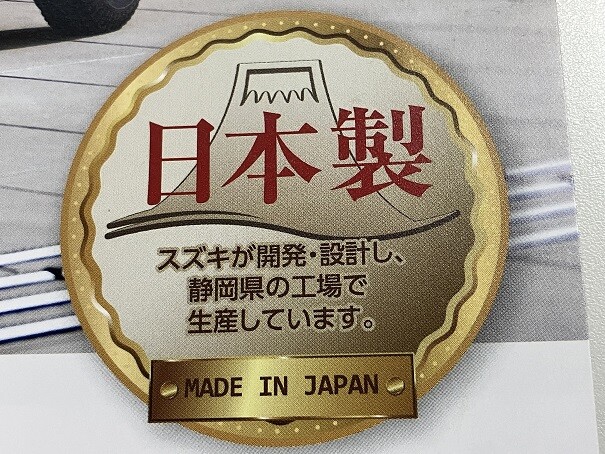 日本製
スズキが開発・設計し、
静岡県の工場で
生産しています。
MADE IN JAPAN